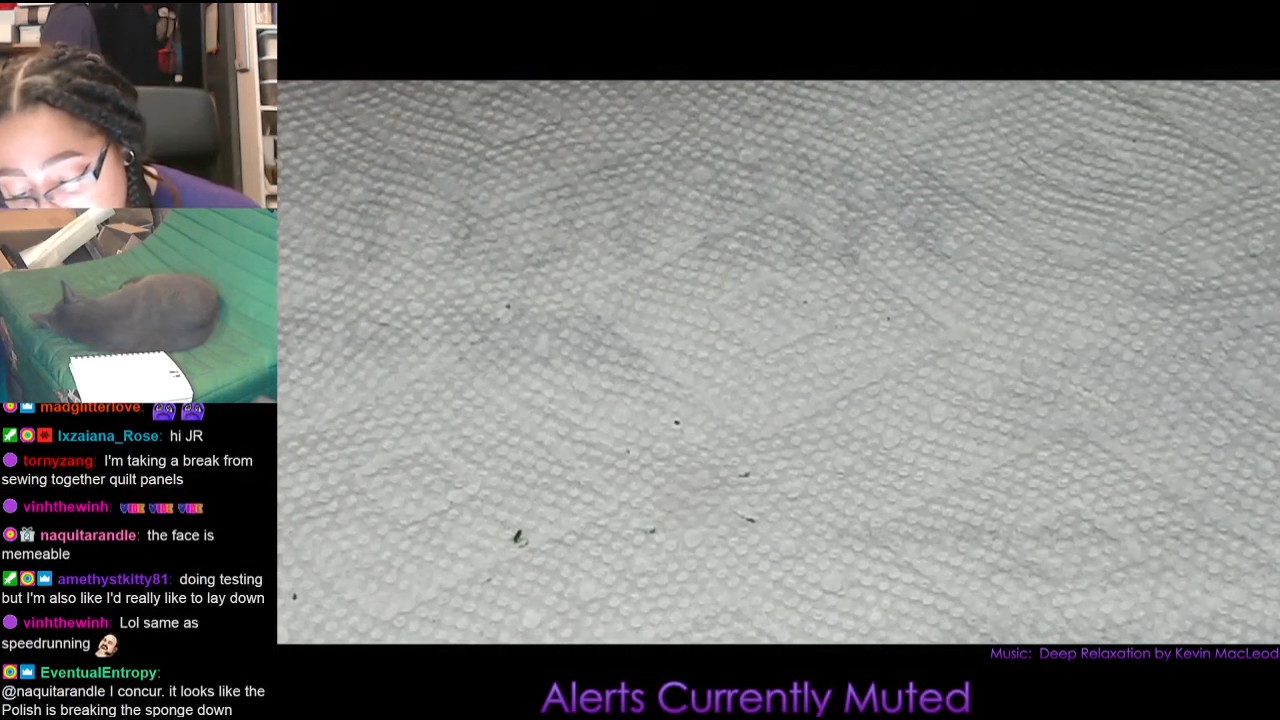 madglitterlove:
Ixzaiana_Rose: hi JR
tornyzang: I'm taking a break from
sewing together quilt panels
vinhthewinh:
naquitarandle: the face is
memeable
amethystkitty81: doing testing
but I'm also like I'd really like to lay down
vinhthewinh: Lol same as
speedrunning
EventualEntropy:
@naquitarandle I concur. it looks like the
Polish is breaking the sponge down
Music: Deep Relaxation by Kevin MacLeod
Alerts Currently Muted